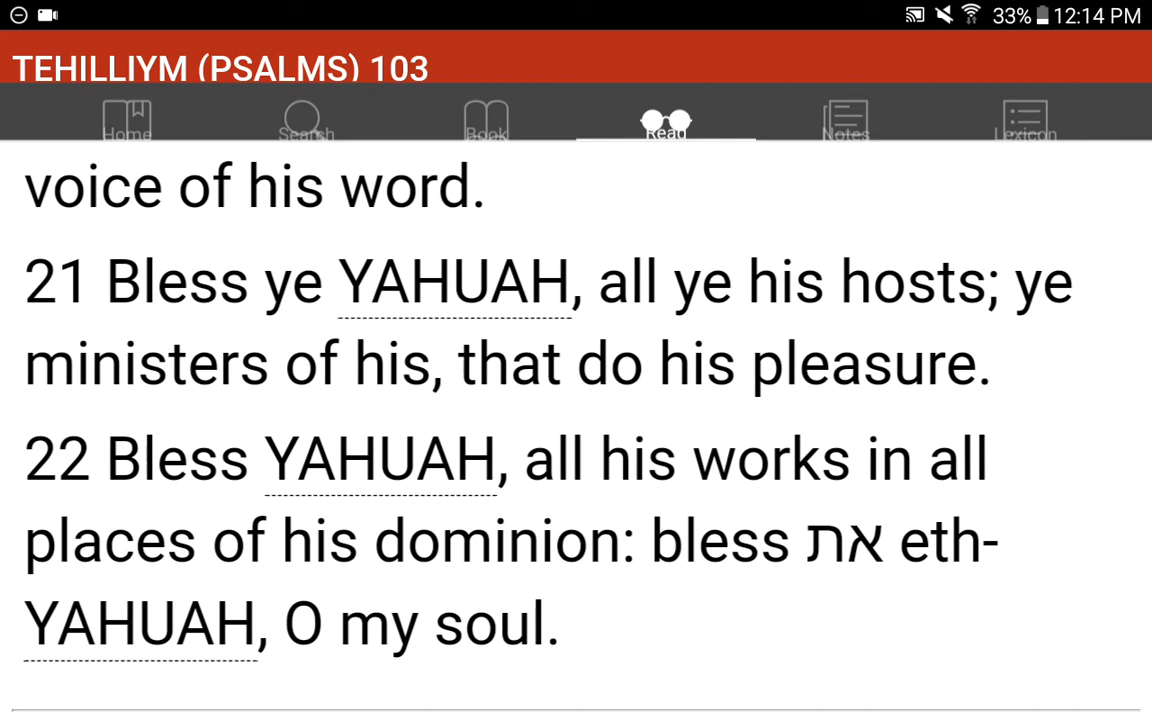 33% 12:14 PM
TEHILLIYM (PSALMS) 103
Home Search Book Read Notes Lexicon
voice of his word.
21 Bless ye YAHUAH, all ye his hosts; ye
ministers of his, that do his pleasure.
22 Bless YAHUAH, all his works in all
places of his dominion: bless את eth-
YAHUAH, O my soul.